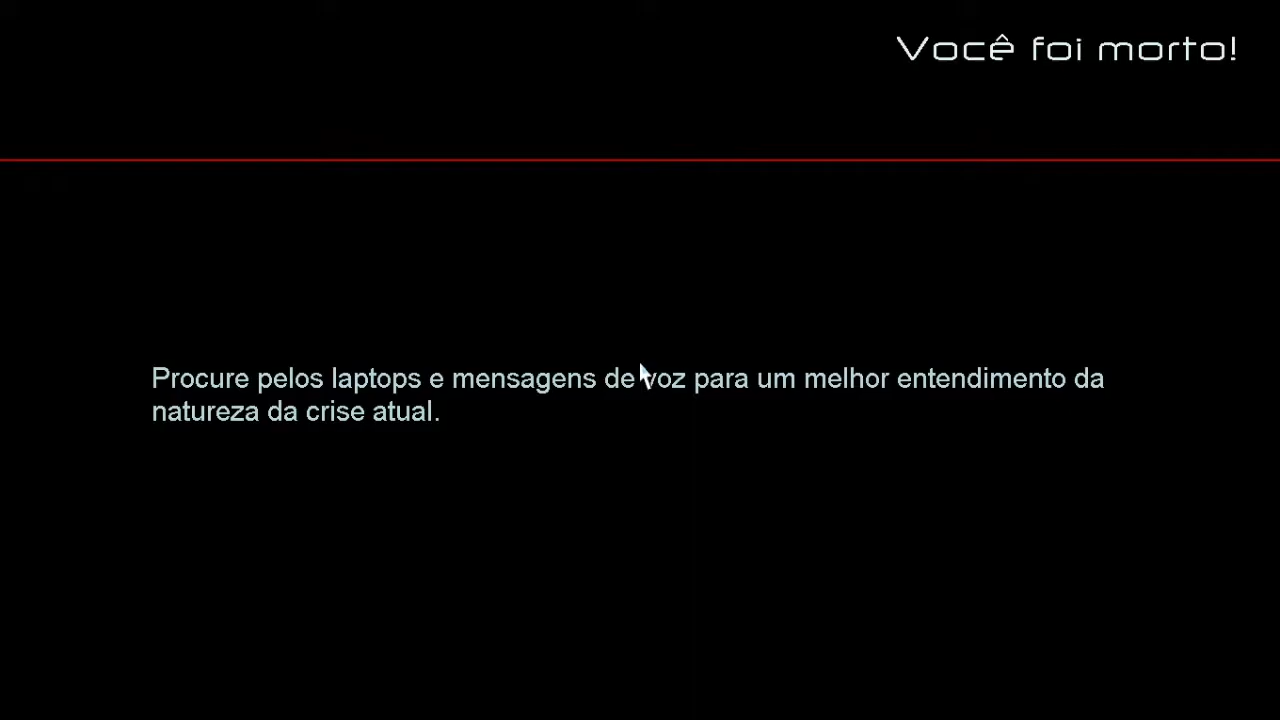 Você foi morto!
Procure pelos laptops e mensagens de voz para um melhor entendimento da
natureza da crise atual.